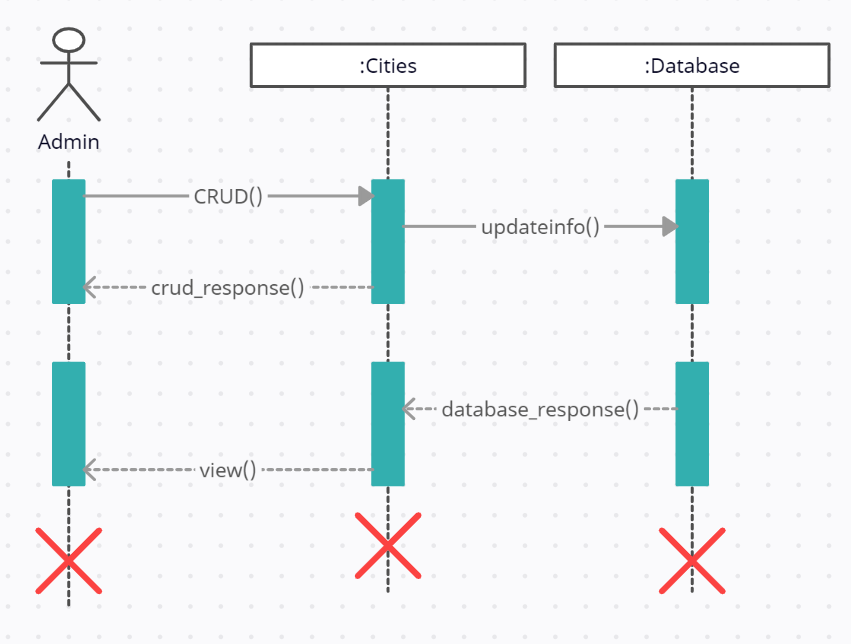 :Cities
:Database
Admin
CRUD()
updateinfo()
crud_response()
database_response()
view()